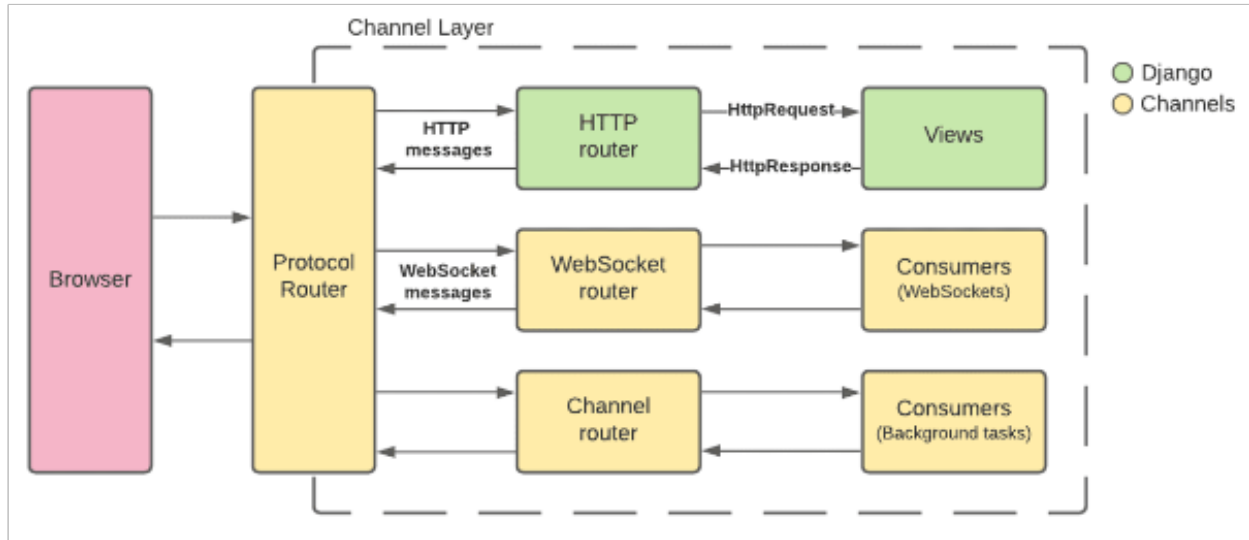 Channel Layer
Django
Channels
Browser
Protocol
Router
HTTP
messages
HTTP
router
HttpRequest
HttpResponse
Views
WebSocket
messages
WebSocket
router
Consumers
(WebSockets)
Channel
router
Consumers
(Background tasks)